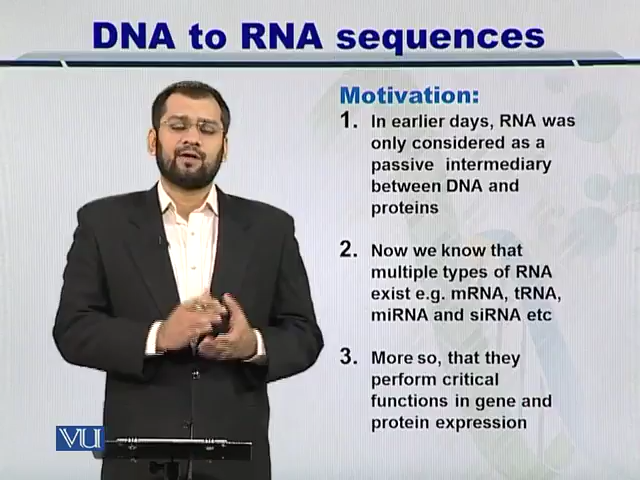 DNA to RNA sequences
Motivation:
1. In earlier days, RNA was
only considered as a
passive intermediary
between DNA and
proteins
2. Now we know that
multiple types of RNA
exist e.g. mRNA, tRNA,
miRNA and siRNA etc
3. More so, that they
perform critical
functions in gene and
protein expression
VU